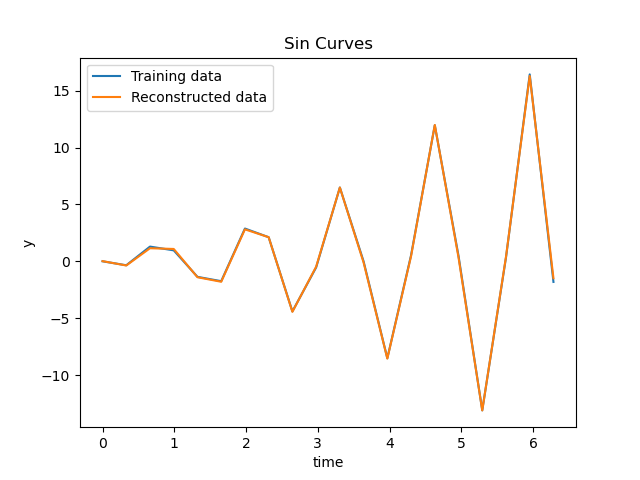 Sin Curves
Training data
Reconstructed data
15
10
5
0
−5
−10
y
0 1 2 3 4 5 6
time